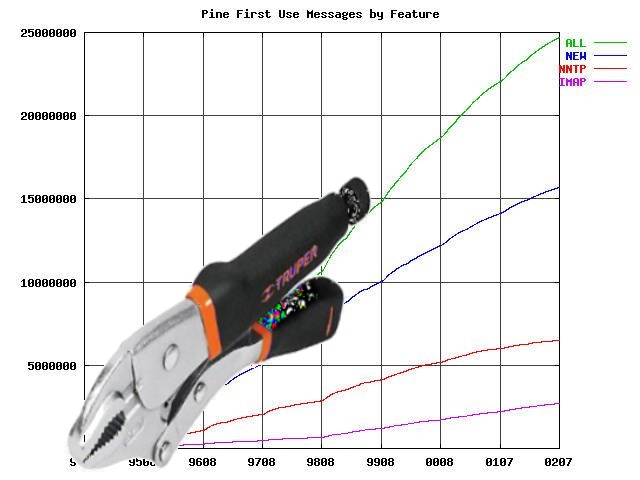 Pine First Use Messages by Feature
25000000
ALL
NEW
NNTP
IMAP
20000000
15000000
10000000
TRUPER
5000000
9608 9708 9808 9908 0008 0107 0207